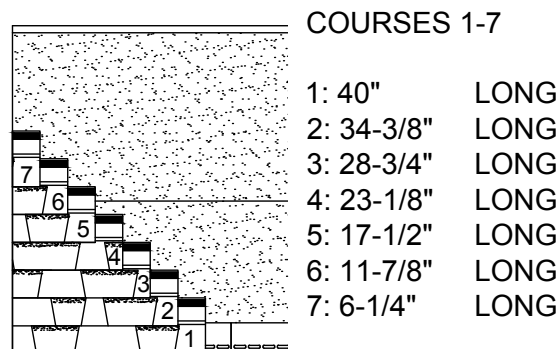 COURSES 1-7
1: 40" LONG
2: 34-3/8" LONG
3: 28-3/4" LONG
4: 23-1/8" LONG
5: 17-1/2" LONG
6: 11-7/8" LONG
7: 6-1/4" LONG
7
6
5
4
3
2
1